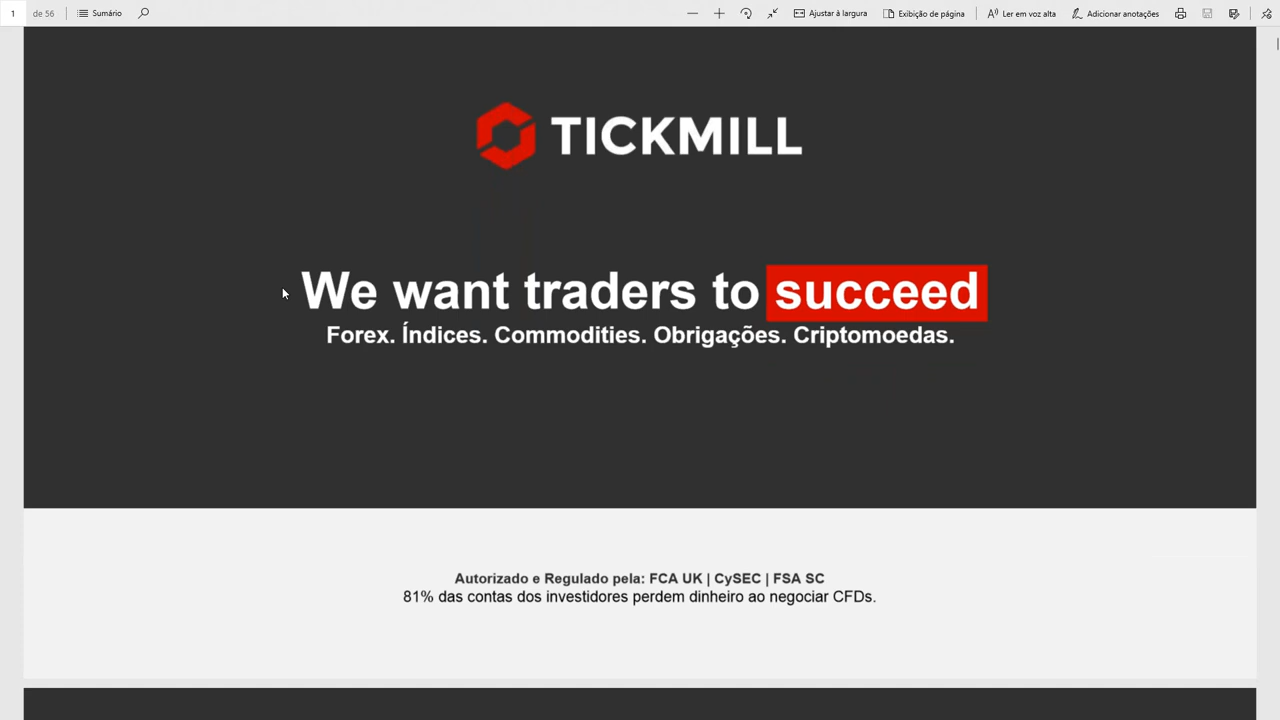 1 de 56 Sumário Ajustar à largura Exibição de página Ler em voz alta Adicionar anotações
TICKMILL
We want traders to succeed
Forex. Índices. Commodities. Obrigações. Criptomoedas.
Autorizado e Regulado pela: FCA UK | CySEC | FSA SC
81% das contas dos investidores perdem dinheiro ao negociar CFDs.